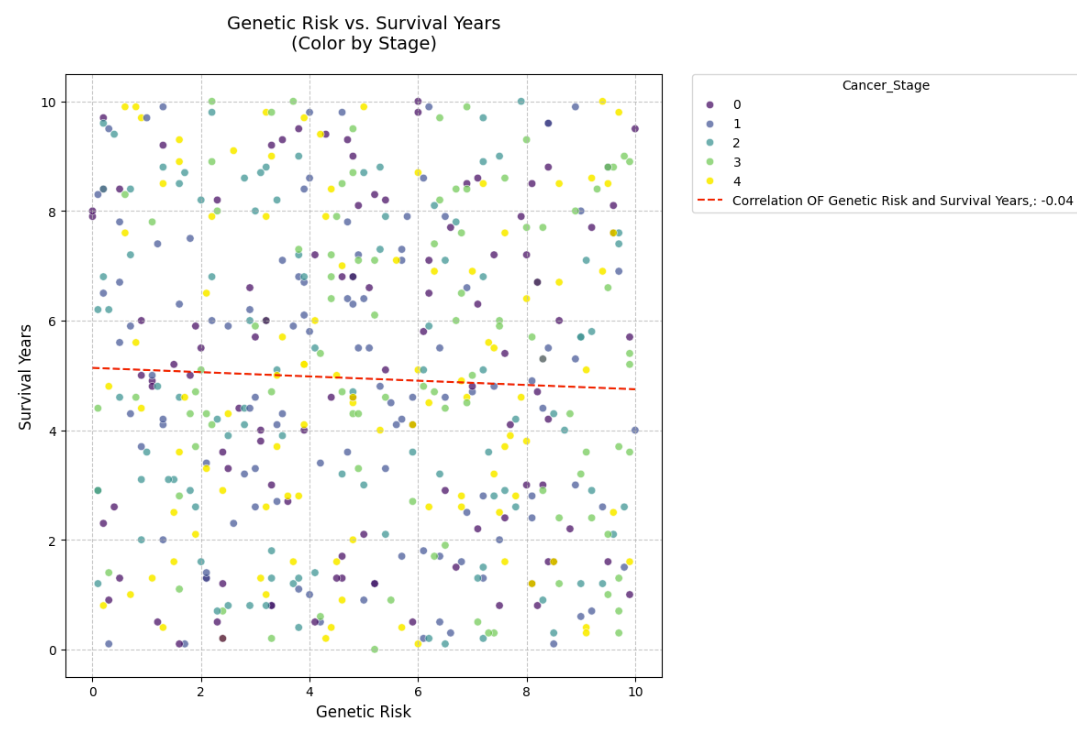 Genetic Risk vs. Survival Years
(Color by Stage)
Survival Years
10
8
6
4
2
0
0 2 4 6 8 10
Genetic Risk
Cancer_Stage
0
1
2
3
4
Correlation OF Genetic Risk and Survival Years,: -0.04